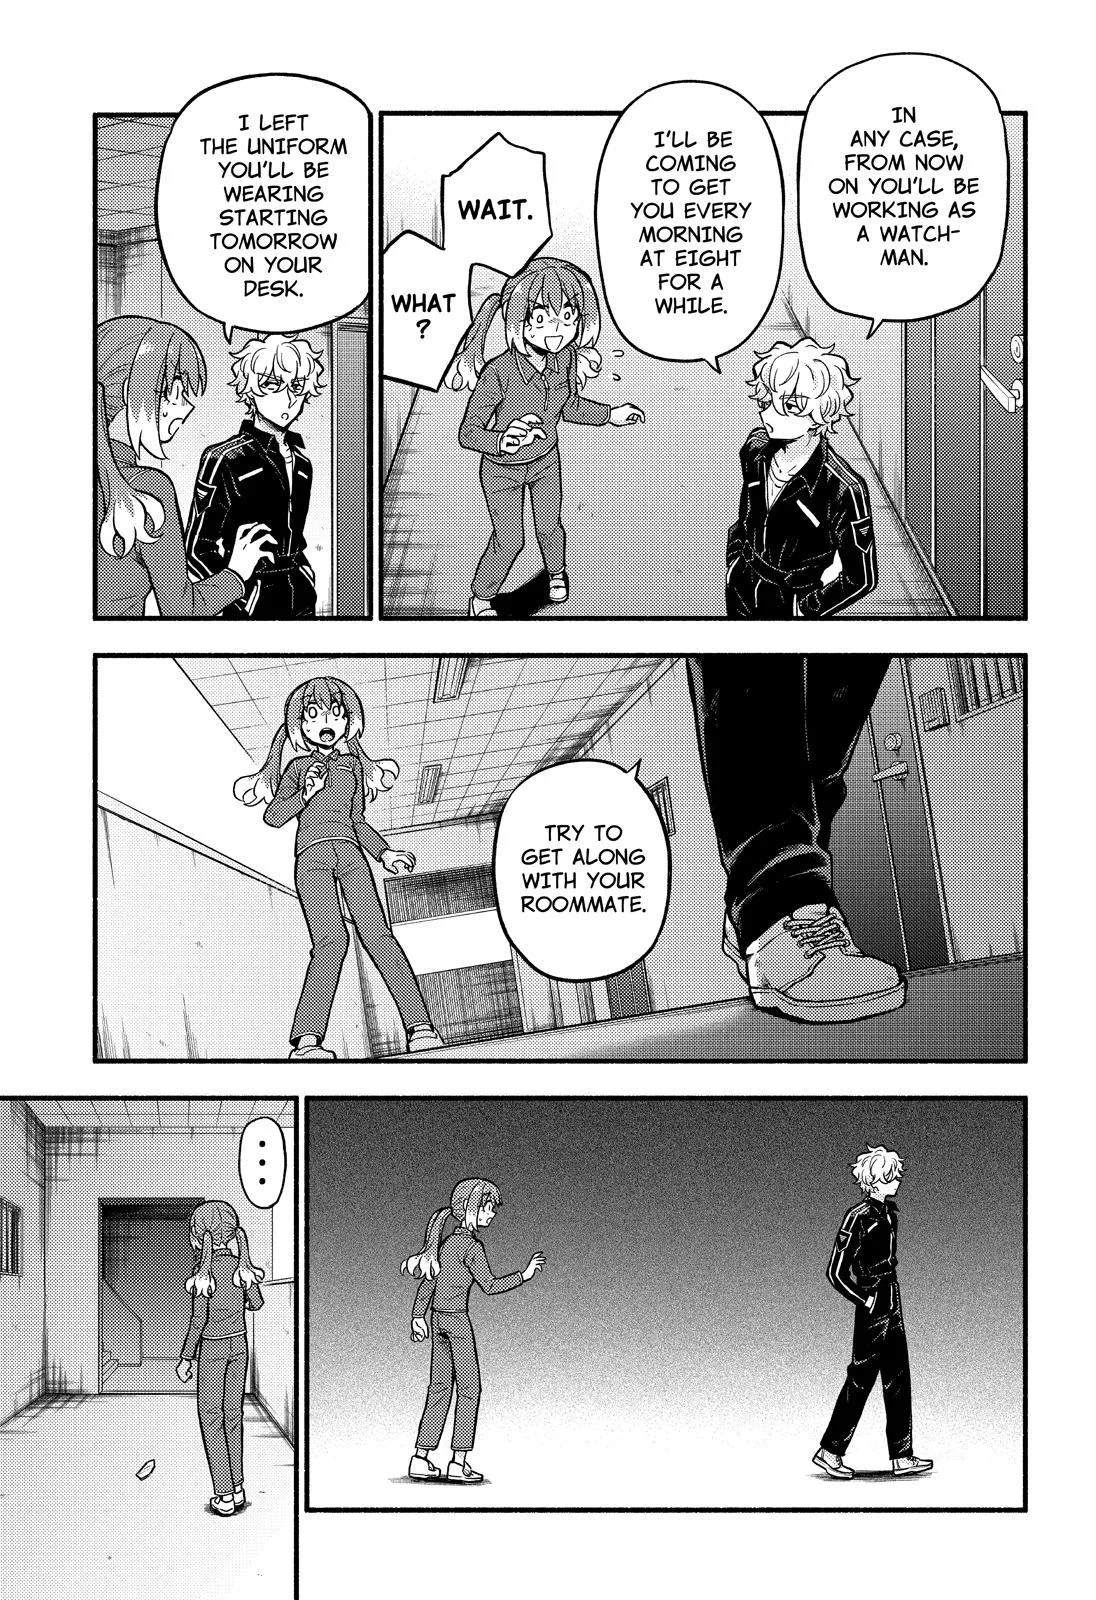 IN
ANY CASE,
FROM NOW
ON YOU'LL BE
WORKING AS
A WATCH-
MAN.
I'LL BE
COMING
TO GET
YOU EVERY
MORNING
AT EIGHT
FOR A
WHILE.
WAIT.
WHAT
?
I LEFT
THE UNIFORM
YOU'LL BE
WEARING
STARTING
TOMORROW
ON YOUR
DESK.
TRY TO
GET ALONG
WITH YOUR
ROOMMATE.
...